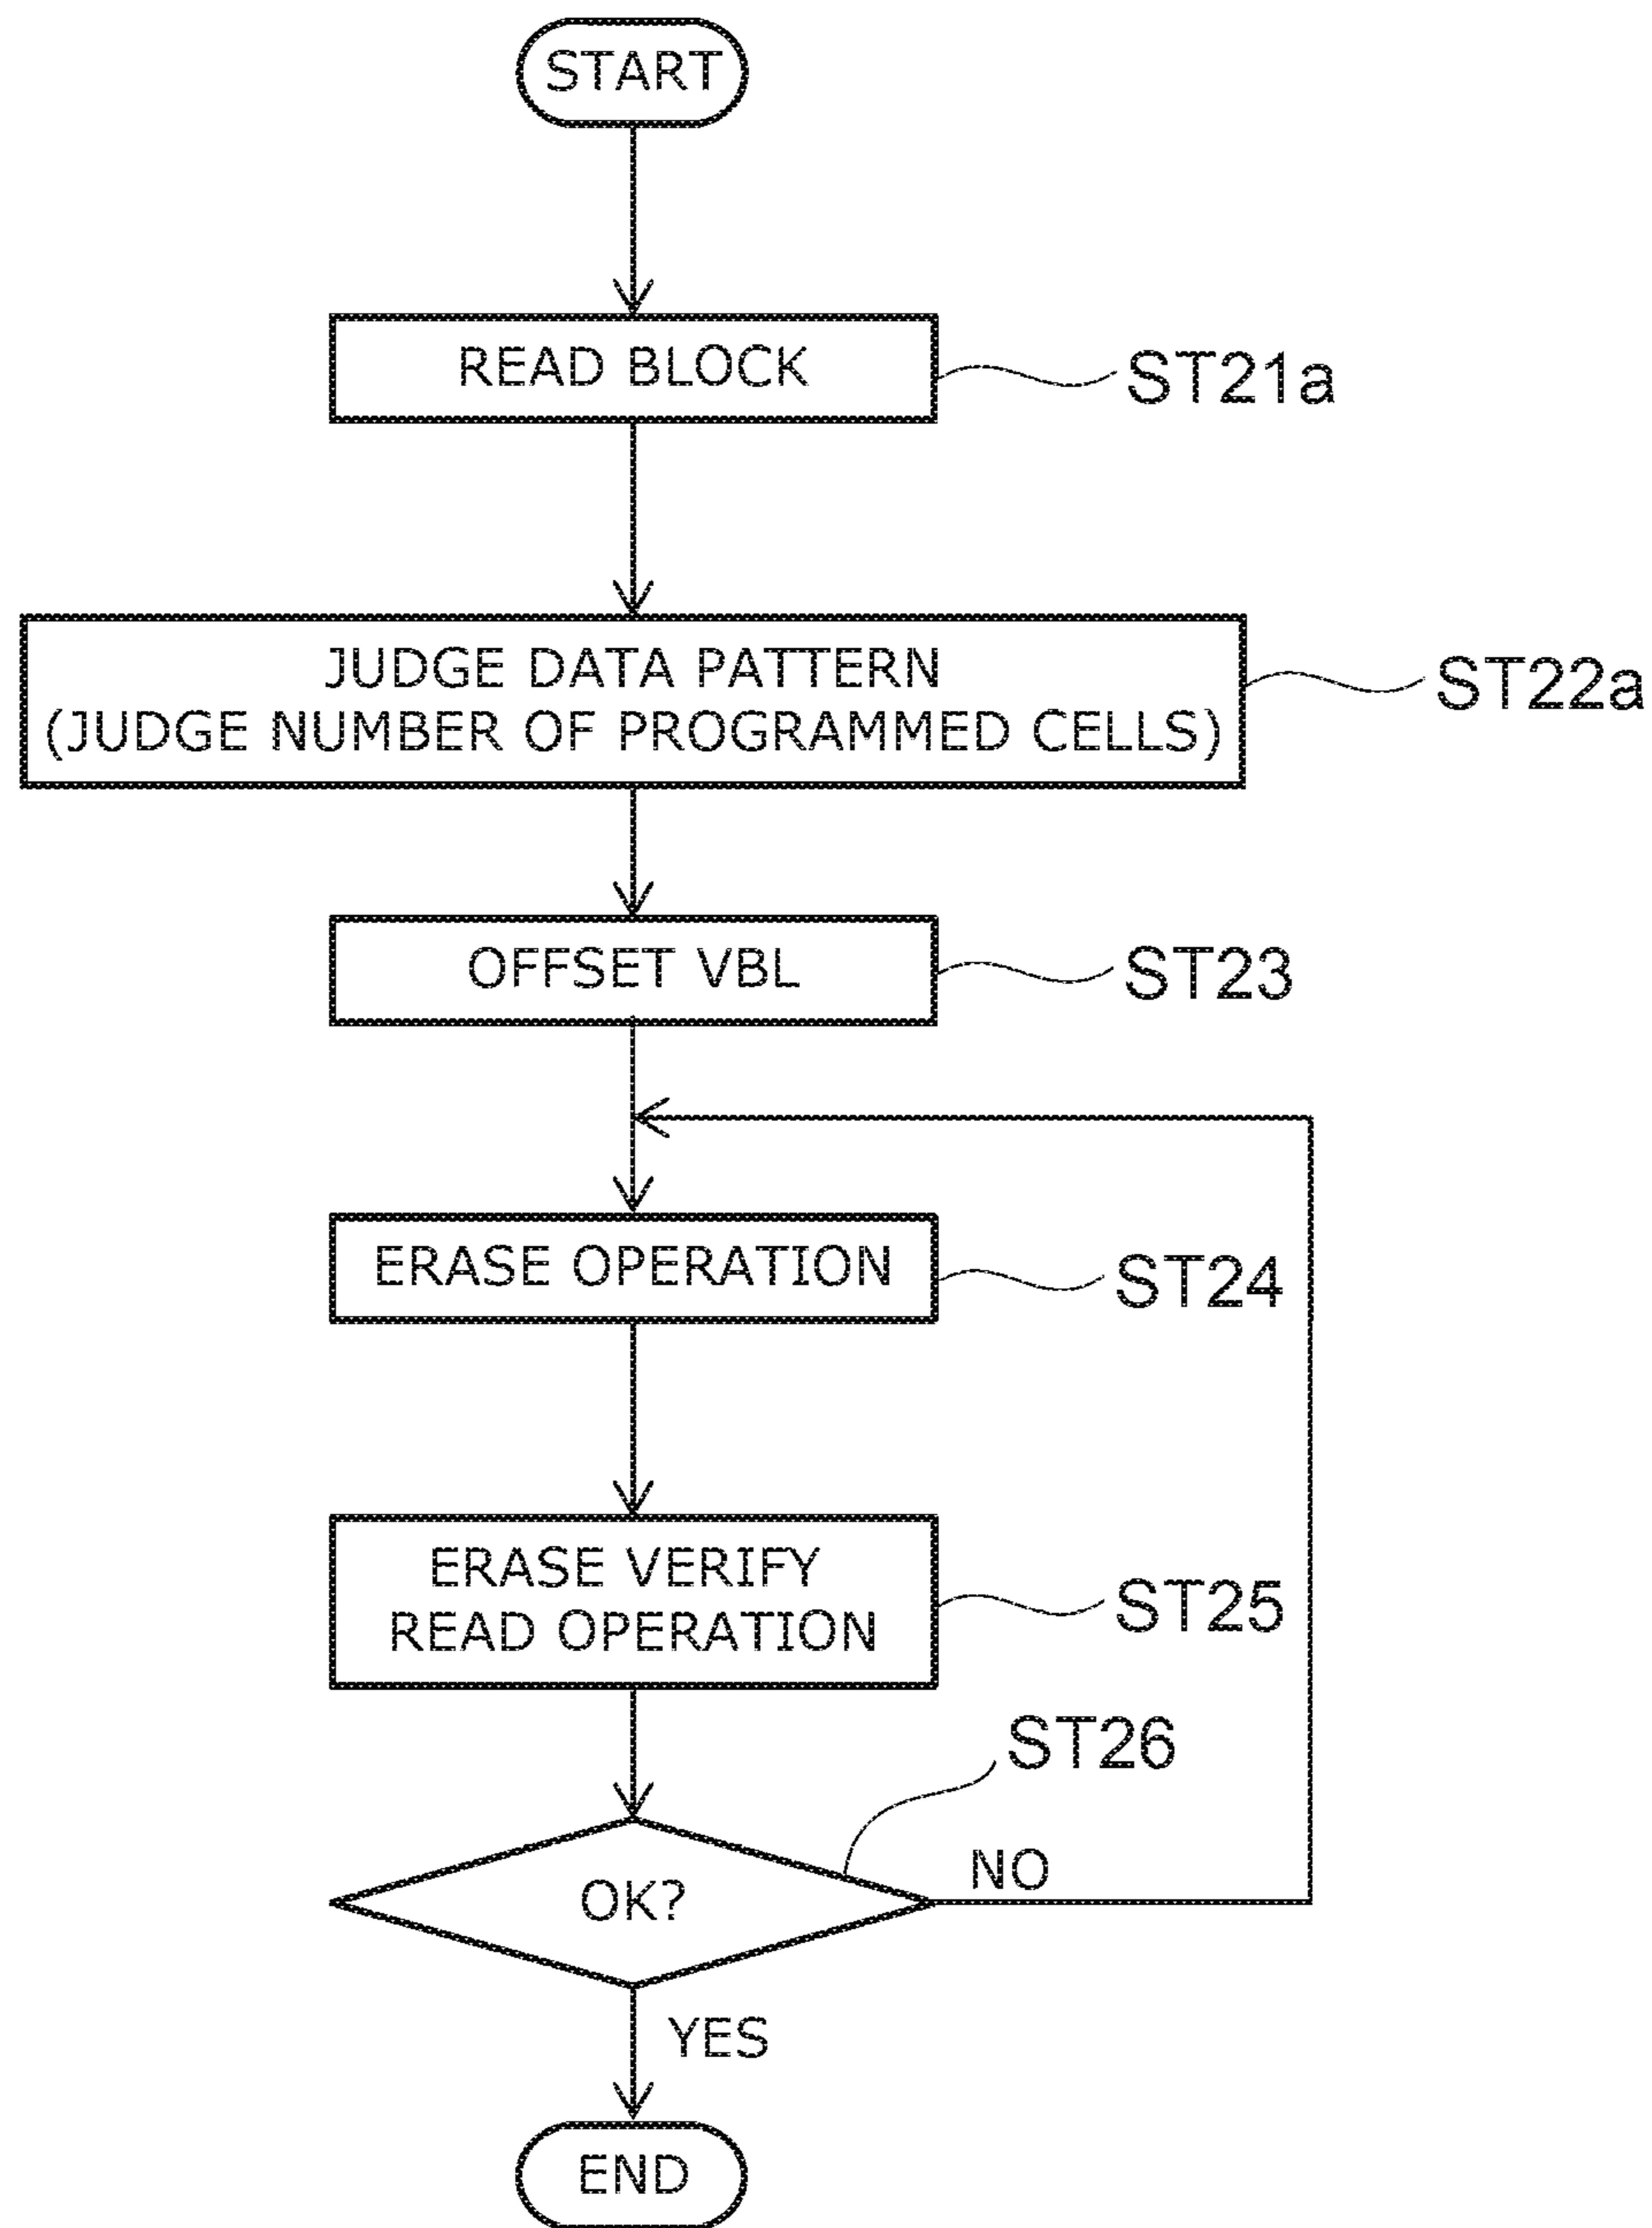 START
READ BLOCK
ST21a
JUDGE DATA PATTERN
(JUDGE NUMBER OF PROGRAMMED CELLS)
ST22a
OFFSET VBL
ST23
ERASE OPERATION
ST24
ERASE VERIFY
READ OPERATION
ST25
ST26
OK?
NO
YES
END